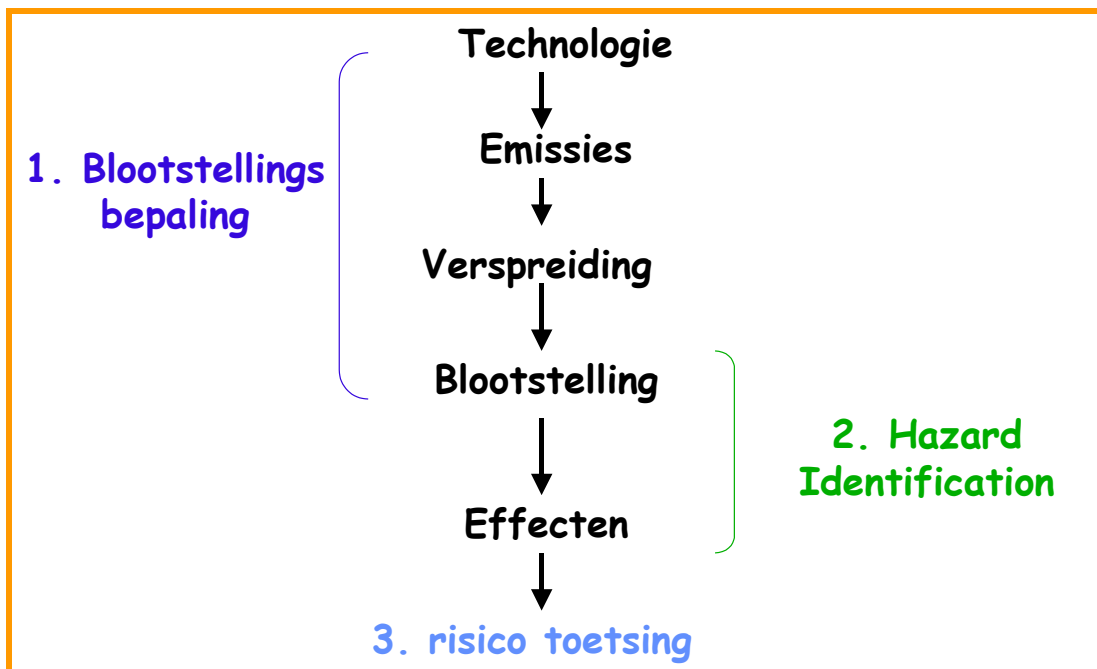 Technologie
Emissies
1. Blootstellings
bepaling
Verspreiding
Blootstelling
2. Hazard
Identification
Effecten
3. risico toetsing